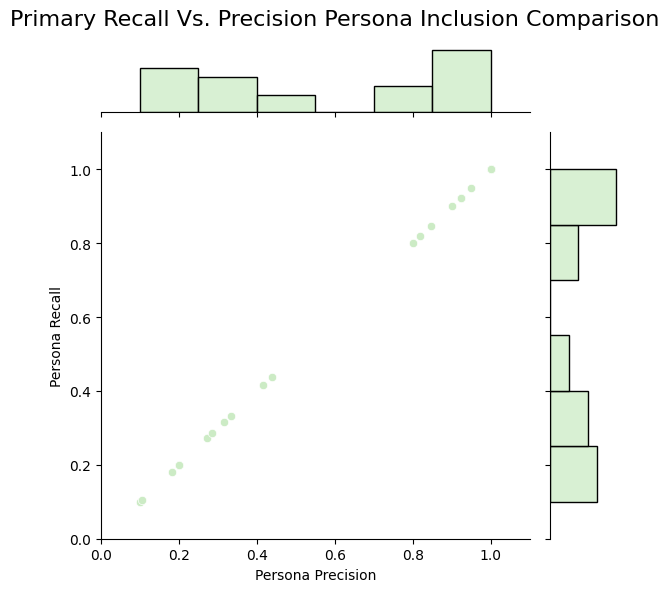 Primary Recall Vs. Precision Persona Inclusion Comparison
1.0
0.8
0.6
0.4
0.2
0.0
Persona Recall
0.0 0.2 0.4 0.6 0.8 1.0
Persona Precision